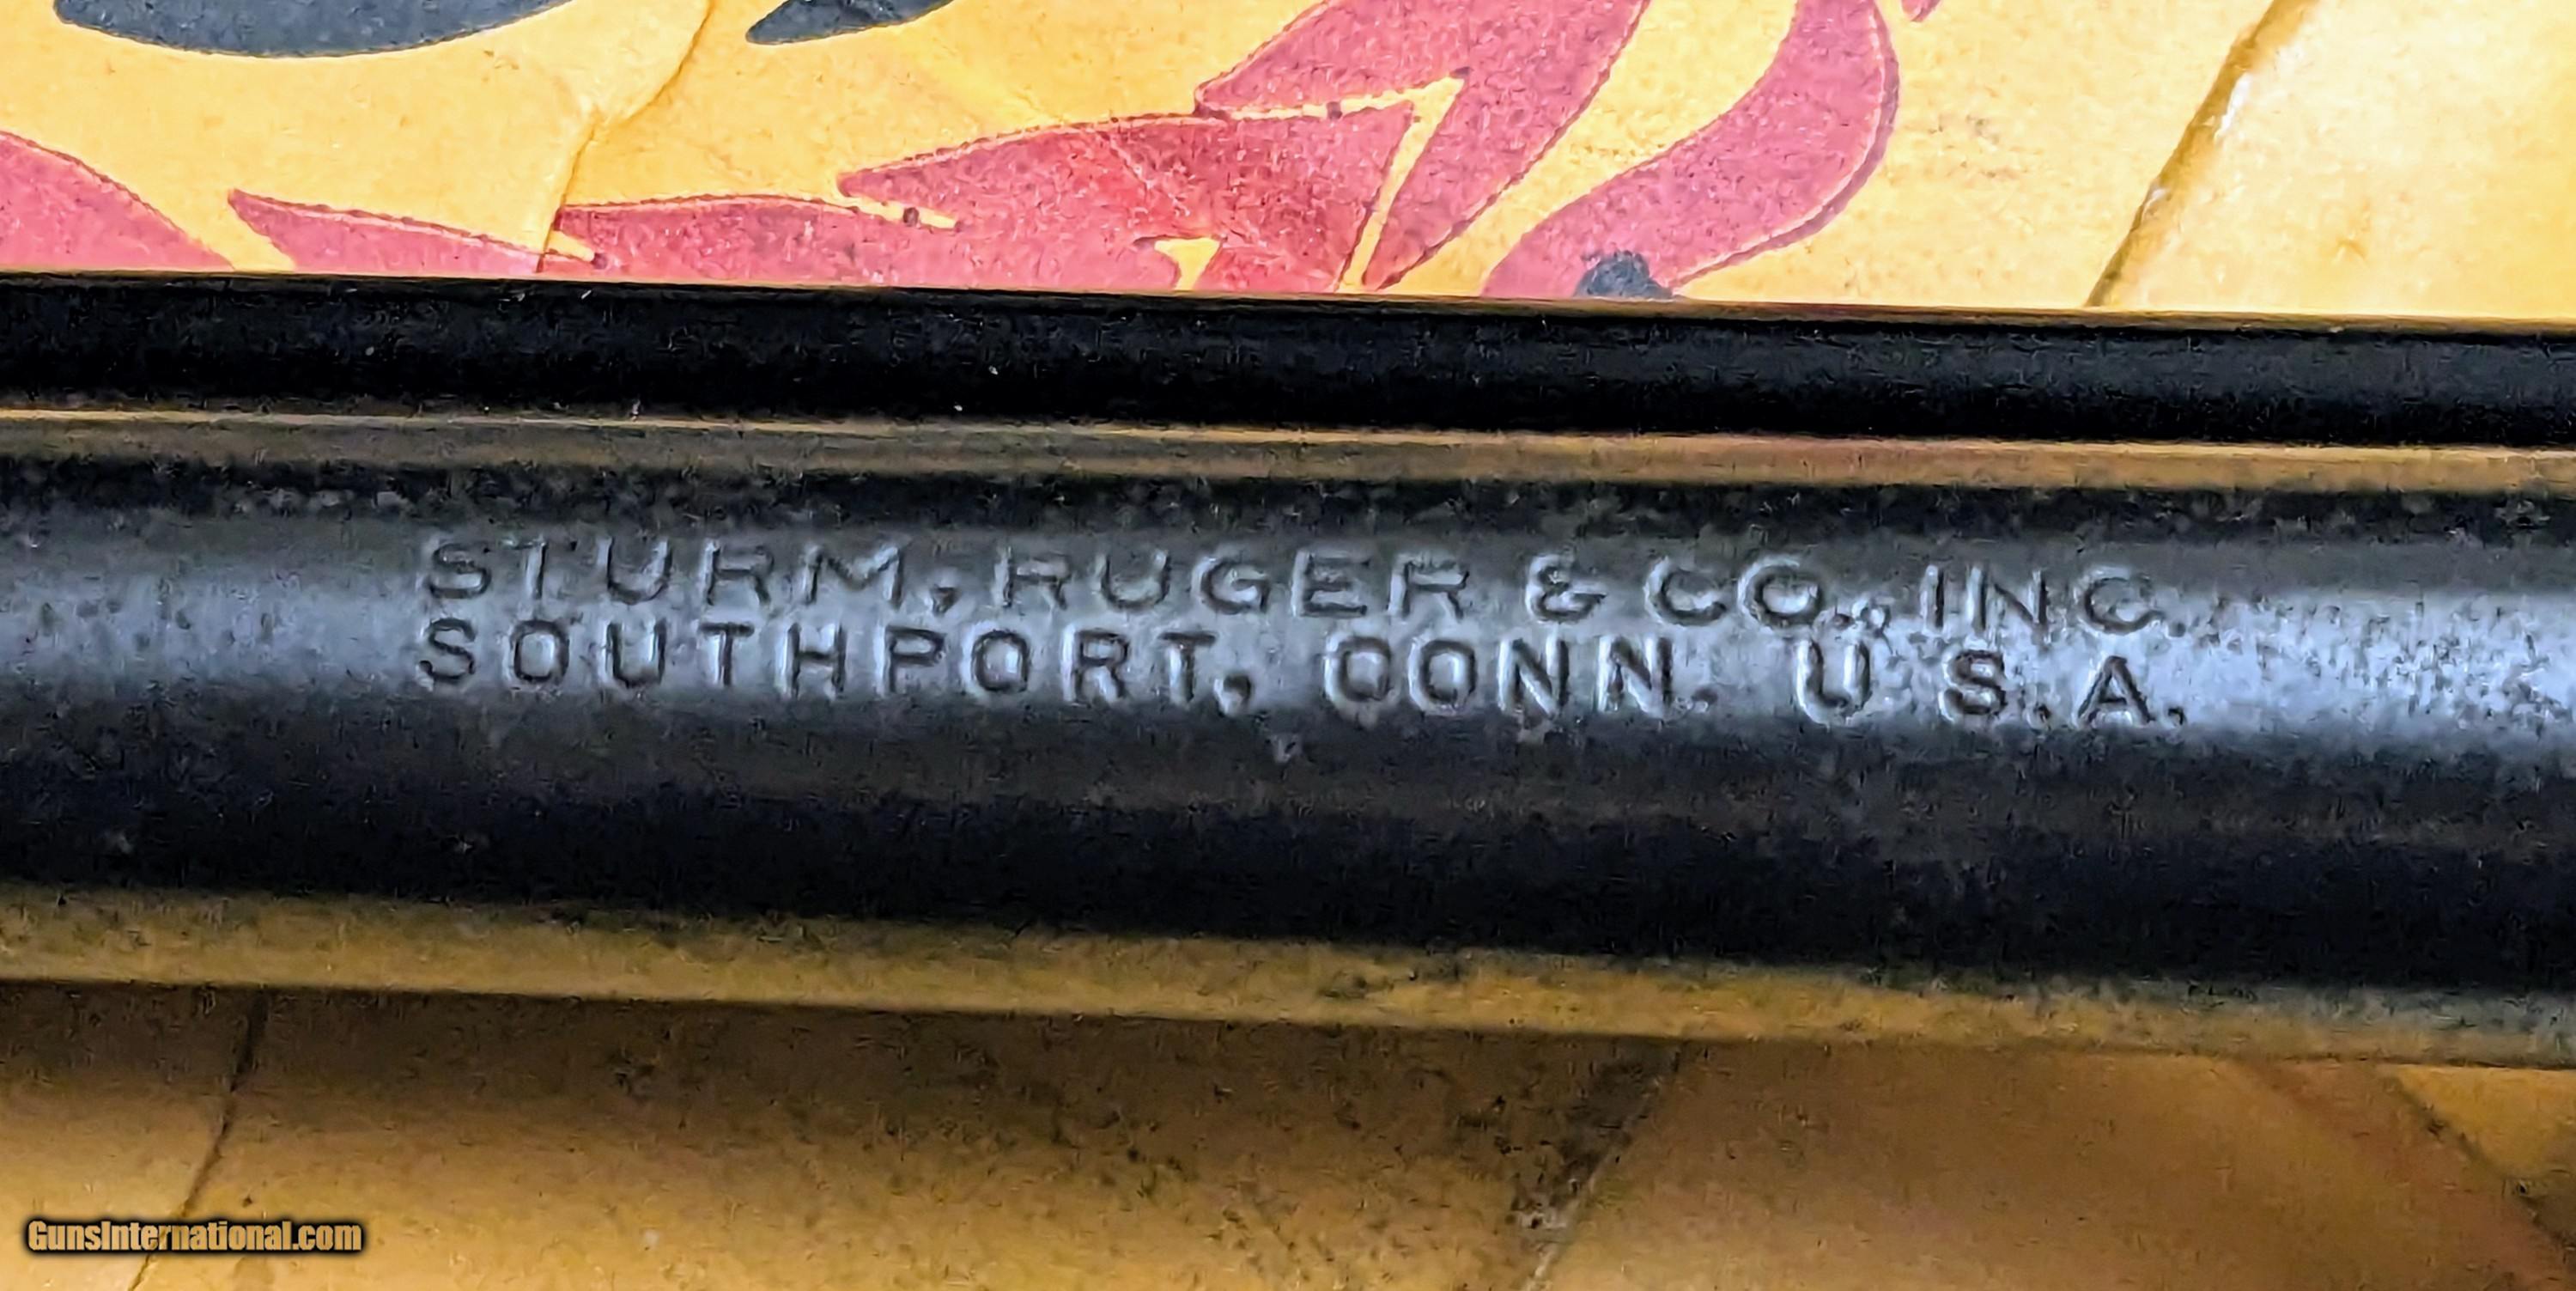 STURM, RUGER & CO., INC.
SOUTHPORT, CONN. U.S.A.
GunsInternational.com